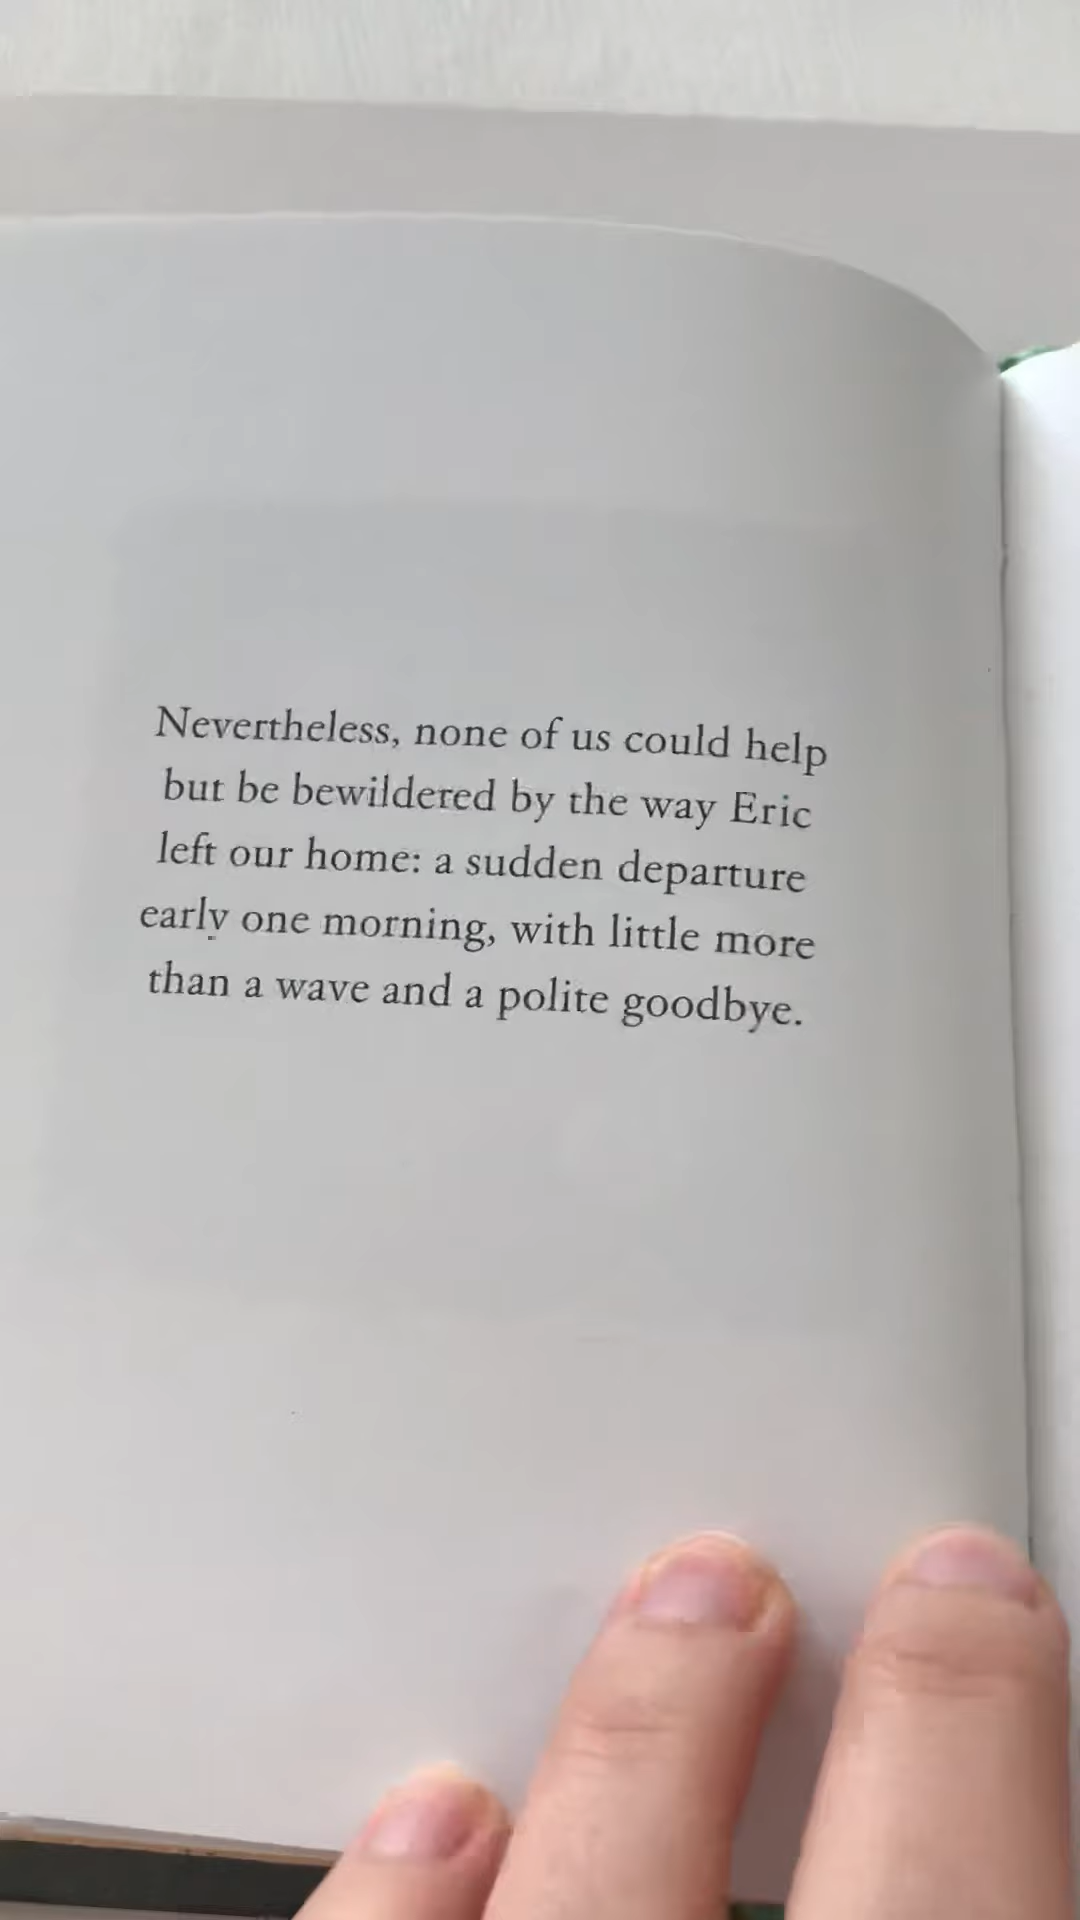 Nevertheless, none of us could help
but be bewildered by the way Eric
left our home: a sudden departure
early one morning, with little more
than a wave and a polite goodbye.